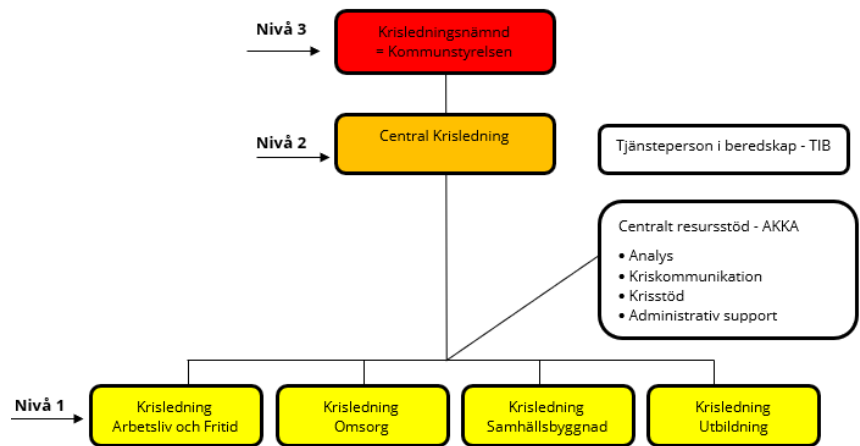 Nivå 3
Krisledningsnämnd
= Kommunstyrelsen
Nivå 2
Central Krisledning
Tjänsteperson i beredskap - TIB
Centralt resursstöd - AKKA
• Analys
• Kriskommunikation
• Krisstöd
• Administrativ support
Nivå 1
Krisledning
Arbetsliv och Fritid
Krisledning
Omsorg
Krisledning
Samhällsbyggnad
Krisledning
Utbildning